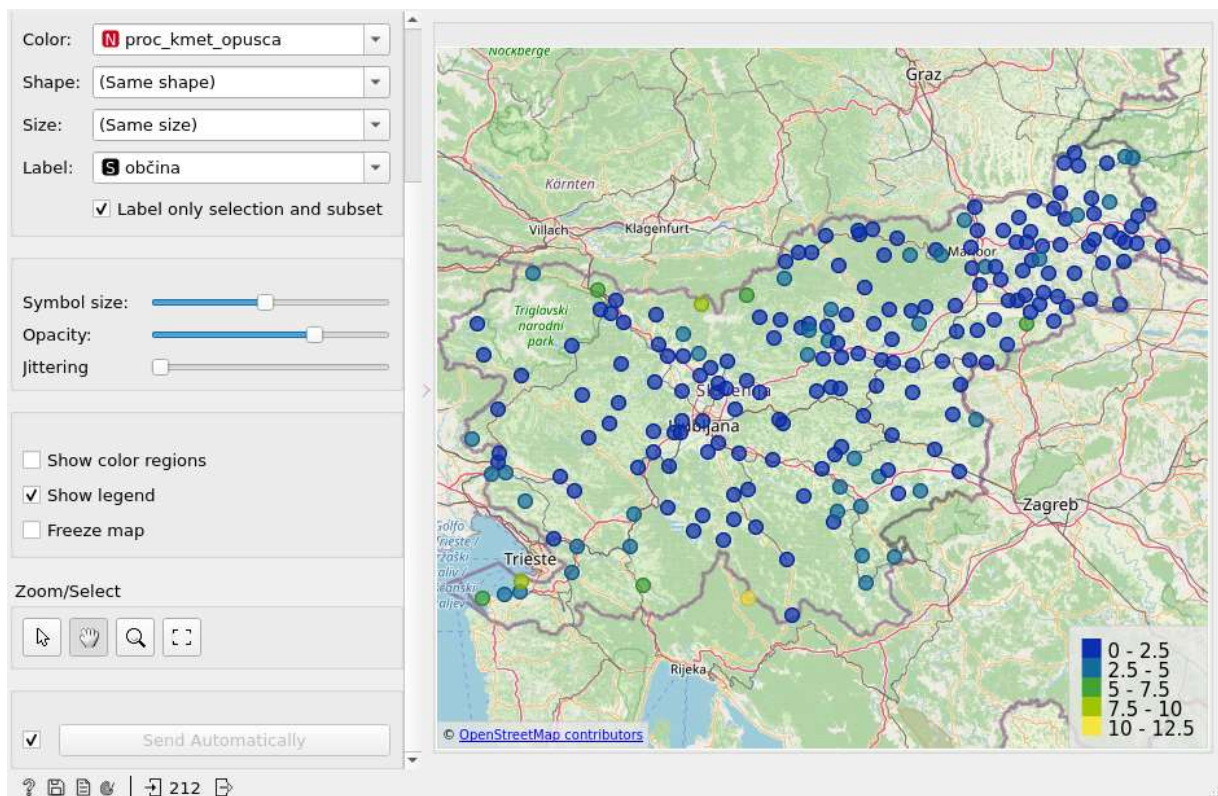 Color:
N proc_kmet_opusca
Shape:
(Same shape)
Size:
(Same size)
Label:
S občina
Label only selection and subset
Symbol size:
Opacity:
Jittering
Show color regions
Show legend
Freeze map
Zoom/Select
Send Automatically
212
Nockberge
Graz
Kärnten
Villach
Klagenfurt
Maribor
Triglavski
narodni
park
Slovenija
Ljubljana
Zagreb
Golfo
Trieste /
Trieste
Rijeka
0 - 2.5
2.5 - 5
5 - 7.5
7.5 - 10
10 - 12.5
© OpenStreetMap contributors